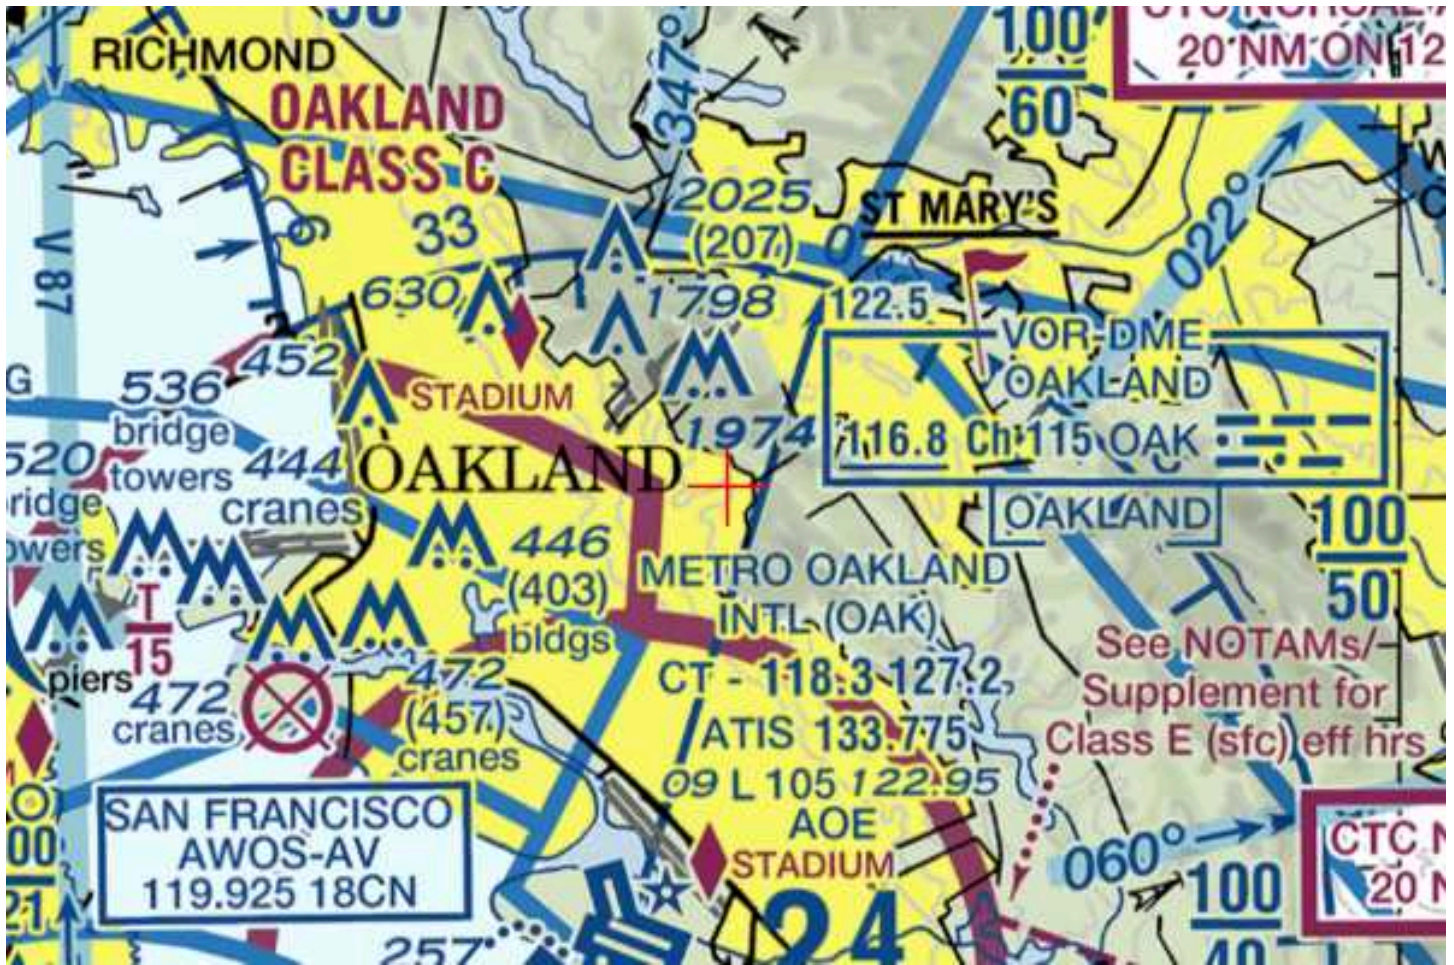 RICHMOND
OAKLAND
CLASS C
33
347°
100
60
20 NM ON 12
2025
(207)
ST MARY'S
022°
V 87
630
1798
122.5
452
G
536
bridge
towers
STADIUM
VOR-DME
OAKLAND
116.8 Ch 115 OAK
OAKLAND
1974
OAKLAND
444
cranes
520
446
(403)
bldgs
100
50
METRO OAKLAND
INTL (OAK)
CT - 118.3 127.2
ATIS 133.775
09 L 105 122.95
AOE
STADIUM
See NOTAMs/
Supplement for
Class E (sfc) eff hrs
T
15
piers
472
cranes
472
(457)
cranes
SAN FRANCISCO
AWOS-AV
119.925 18CN
00
21
060°
100
40
CTC N
20 N
24
257